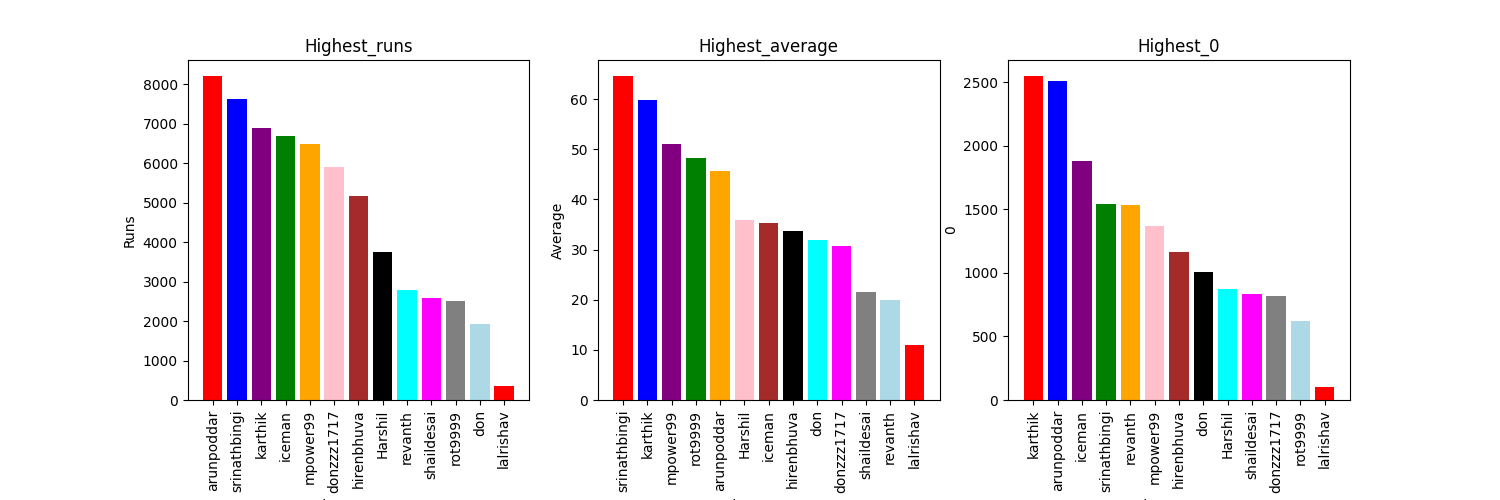 Highest_runs
Runs
8000
7000
6000
5000
4000
3000
2000
1000
0
arunpoddar
srinathbingi
karthik
iceman
mpower99
donzzz1717
hirenbhuva
Harshil
revanth
shaildesai
rot9999
don
lalrishav
Highest_average
Average
60
50
40
30
20
10
0
srinathbingi
karthik
mpower99
rot9999
arunpoddar
Harshil
iceman
hirenbhuva
don
donzzz1717
shaildesai
revanth
lalrishav
Highest_0
0
2500
2000
1500
1000
500
0
karthik
arunpoddar
iceman
srinathbingi
revanth
mpower99
hirenbhuva
don
Harshil
shaildesai
donzzz1717
rot9999
lalrishav